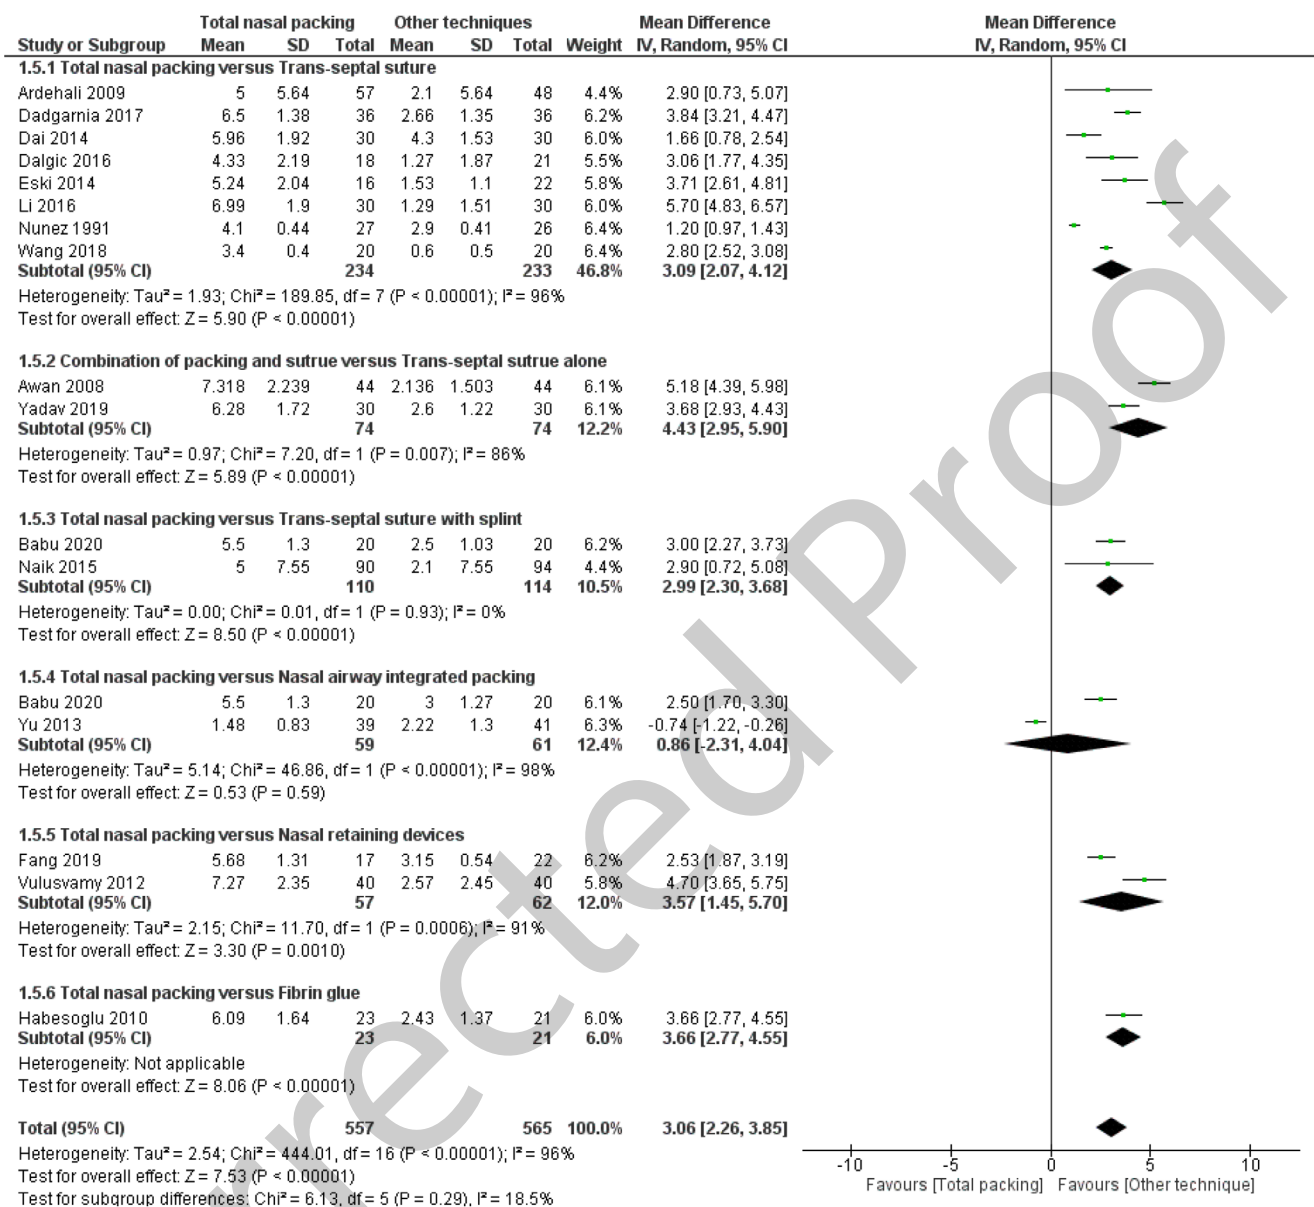 Total nasal packing Other techniques Mean Difference Mean Difference
Study or Subgroup Mean SD Total Mean SD Total Weight IV, Random, 95% CI IV, Random, 95% CI
1.5.1 Total nasal packing versus Trans-septal suture
Ardehali 2009 5 5.64 57 2.1 5.64 48 4.4% 2.90 [0.73, 5.07]
Dadgarnia 2017 6.5 1.38 36 2.66 1.35 36 6.2% 3.84 [3.21, 4.47]
Dai 2014 5.96 1.92 30 4.3 1.53 30 6.0% 1.66 [0.78, 2.54]
Dalgic 2016 4.33 2.19 18 1.27 1.87 21 5.5% 3.06 [1.77, 4.35]
Eski 2014 5.24 2.04 16 1.53 1.1 22 5.8% 3.71 [2.61, 4.81]
Li 2016 6.99 1.9 30 1.29 1.51 30 6.0% 5.70 [4.83, 6.57]
Nunez 1991 4.1 0.44 27 2.9 0.41 26 6.4% 1.20 [0.97, 1.43]
Wang 2018 3.4 0.4 20 0.6 0.5 20 6.4% 2.80 [2.52, 3.08]
Subtotal (95% CI) 234 233 46.8% 3.09 [2.07, 4.12]
Heterogeneity: Tau² = 1.93; Chi² = 189.85, df = 7 (P < 0.00001); I² = 96%
Test for overall effect: Z = 5.90 (P < 0.00001)
1.5.2 Combination of packing and sutrue versus Trans-septal sutrue alone
Awan 2008 7.318 2.239 44 2.136 1.503 44 6.1% 5.18 [4.39, 5.98]
Yadav 2019 6.28 1.72 30 2.6 1.22 30 6.1% 3.68 [2.93, 4.43]
Subtotal (95% CI) 74 74 12.2% 4.43 [2.95, 5.90]
Heterogeneity: Tau² = 0.97; Chi² = 7.20, df = 1 (P = 0.007); I² = 86%
Test for overall effect: Z = 5.89 (P < 0.00001)
1.5.3 Total nasal packing versus Trans-septal suture with splint
Babu 2020 5.5 1.3 20 2.5 1.03 20 6.2% 3.00 [2.27, 3.73]
Naik 2015 5 7.55 90 2.1 7.55 94 4.4% 2.90 [0.72, 5.08]
Subtotal (95% CI) 110 114 10.5% 2.99 [2.30, 3.68]
Heterogeneity: Tau² = 0.00; Chi² = 0.01, df = 1 (P = 0.93); I² = 0%
Test for overall effect: Z = 8.50 (P < 0.00001)
1.5.4 Total nasal packing versus Nasal airway integrated packing
Babu 2020 5.5 1.3 20 3 1.27 20 6.1% 2.50 [1.70, 3.30]
Yu 2013 1.48 0.83 39 2.22 1.3 41 6.3% -0.74 [-1.22, -0.26]
Subtotal (95% CI) 59 61 12.4% 0.86 [-2.31, 4.04]
Heterogeneity: Tau² = 5.14; Chi² = 46.86, df = 1 (P < 0.00001); I² = 98%
Test for overall effect: Z = 0.53 (P = 0.59)
1.5.5 Total nasal packing versus Nasal retaining devices
Fang 2019 5.68 1.31 17 3.15 0.54 22 6.2% 2.53 [1.87, 3.19]
Vulusvamy 2012 7.27 2.35 40 2.57 2.45 40 5.8% 4.70 [3.65, 5.75]
Subtotal (95% CI) 57 62 12.0% 3.57 [1.45, 5.70]
Heterogeneity: Tau² = 2.15; Chi² = 11.70, df = 1 (P = 0.0006); I² = 91%
Test for overall effect: Z = 3.30 (P = 0.0010)
1.5.6 Total nasal packing versus Fibrin glue
Habesoglu 2010 6.09 1.64 23 2.43 1.37 21 6.0% 3.66 [2.77, 4.55]
Subtotal (95% CI) 23 21 6.0% 3.66 [2.77, 4.55]
Heterogeneity: Not applicable
Test for overall effect: Z = 8.06 (P < 0.00001)
Total (95% CI) 557 565 100.0% 3.06 [2.26, 3.85]
Heterogeneity: Tau² = 2.54; Chi² = 444.01, df = 16 (P < 0.00001); I² = 96%
Test for overall effect: Z = 7.53 (P < 0.00001)
Test for subgroup differences: Chi² = 6.13, df = 5 (P = 0.29), I² = 18.5%
-10 -5 0 5 10
Favours [Total packing] Favours [Other technique]
rrected Proof